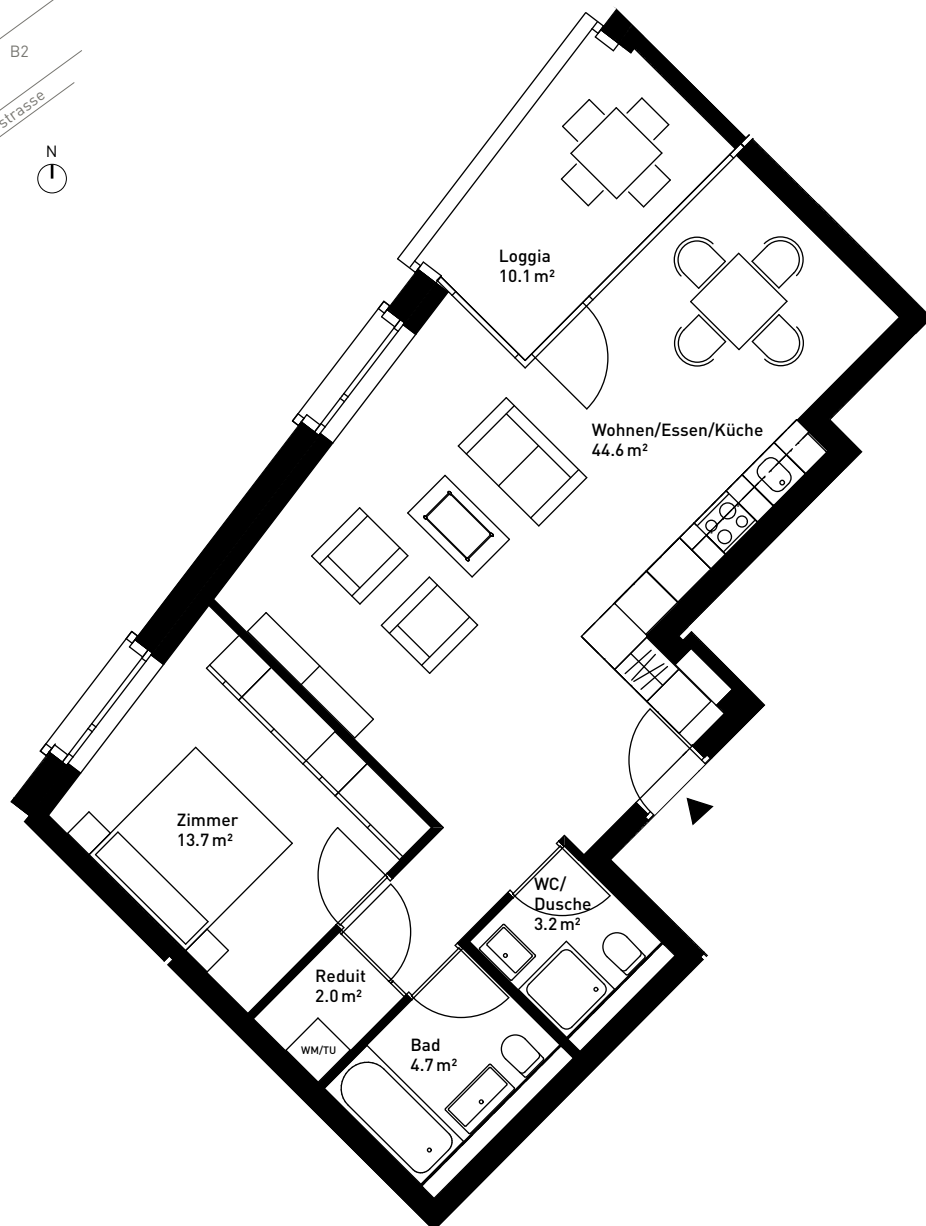 B2
strasse
N
Loggia
10.1 m²
Wohnen/Essen/Küche
44.6 m²
Zimmer
13.7 m²
WC/
Dusche
3.2 m²
Reduit
2.0 m²
WM/TU
Bad
4.7 m²